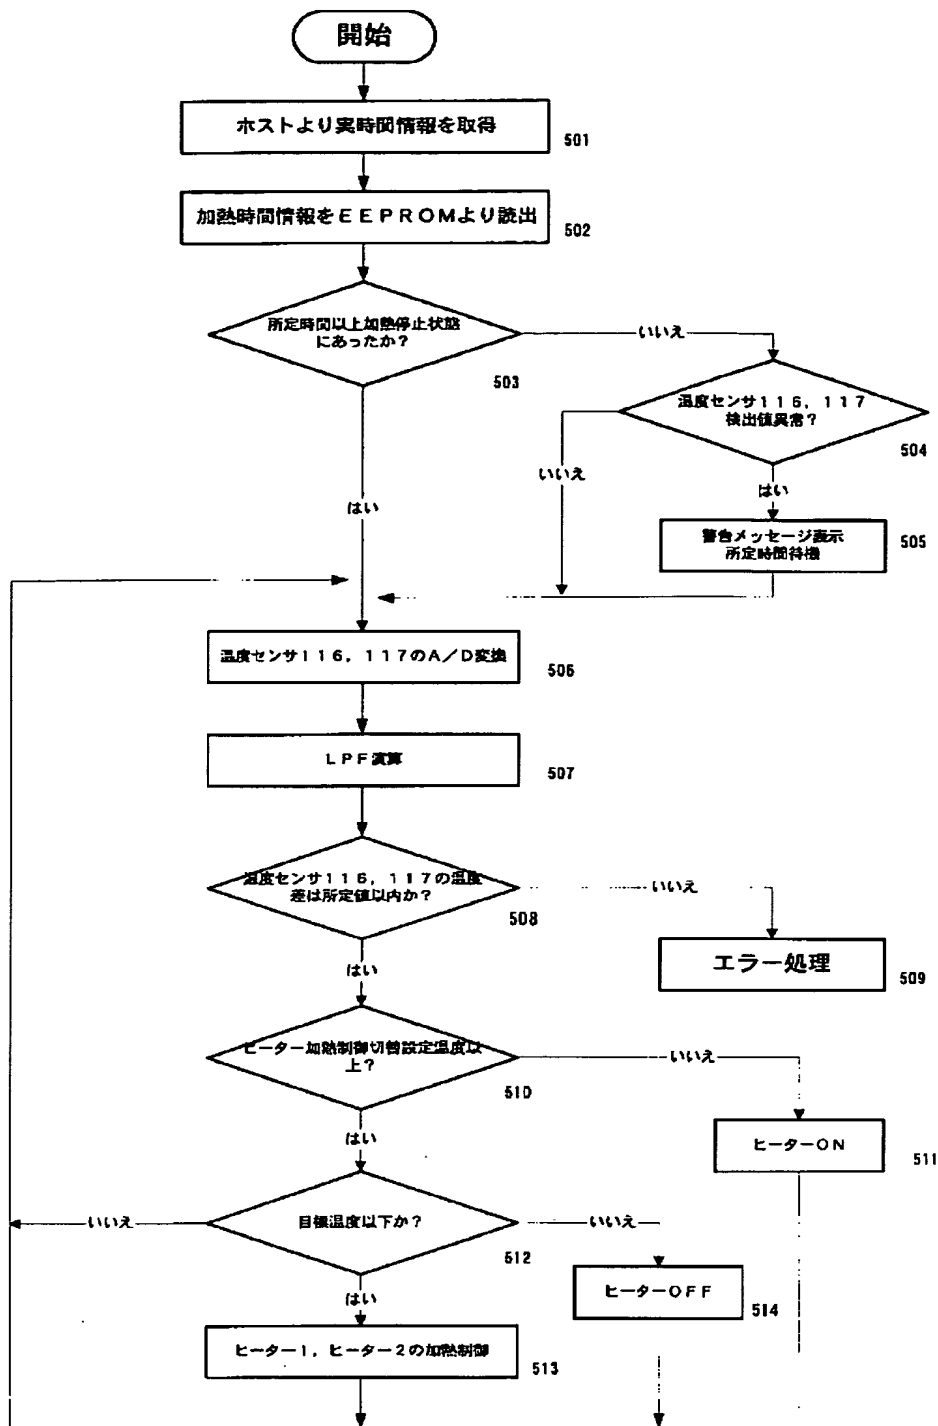 開始
ホストより実時間情報を取得
501
加熱時間情報をEEPROMより読出
502
所定時間以上加熱停止状態
にあったか?
いいえ
503
温度センサ116,117
検出値異常?
504
いいえ
はい
はい
警告メッセージ表示
所定時間待機
505
温度センサ116,117のA/D変換
506
LPF演算
507
温度センサ116,117の温度
差は所定値以内か?
いいえ
508
はい
エラー処理
509
ヒーター加熱制御切替設定温度以
上?
いいえ
510
はい
ヒーターON
511
いいえ
目標温度以下か?
いいえ
512
はい
ヒーターOFF
514
ヒーター1,ヒーター2の加熱制御
513